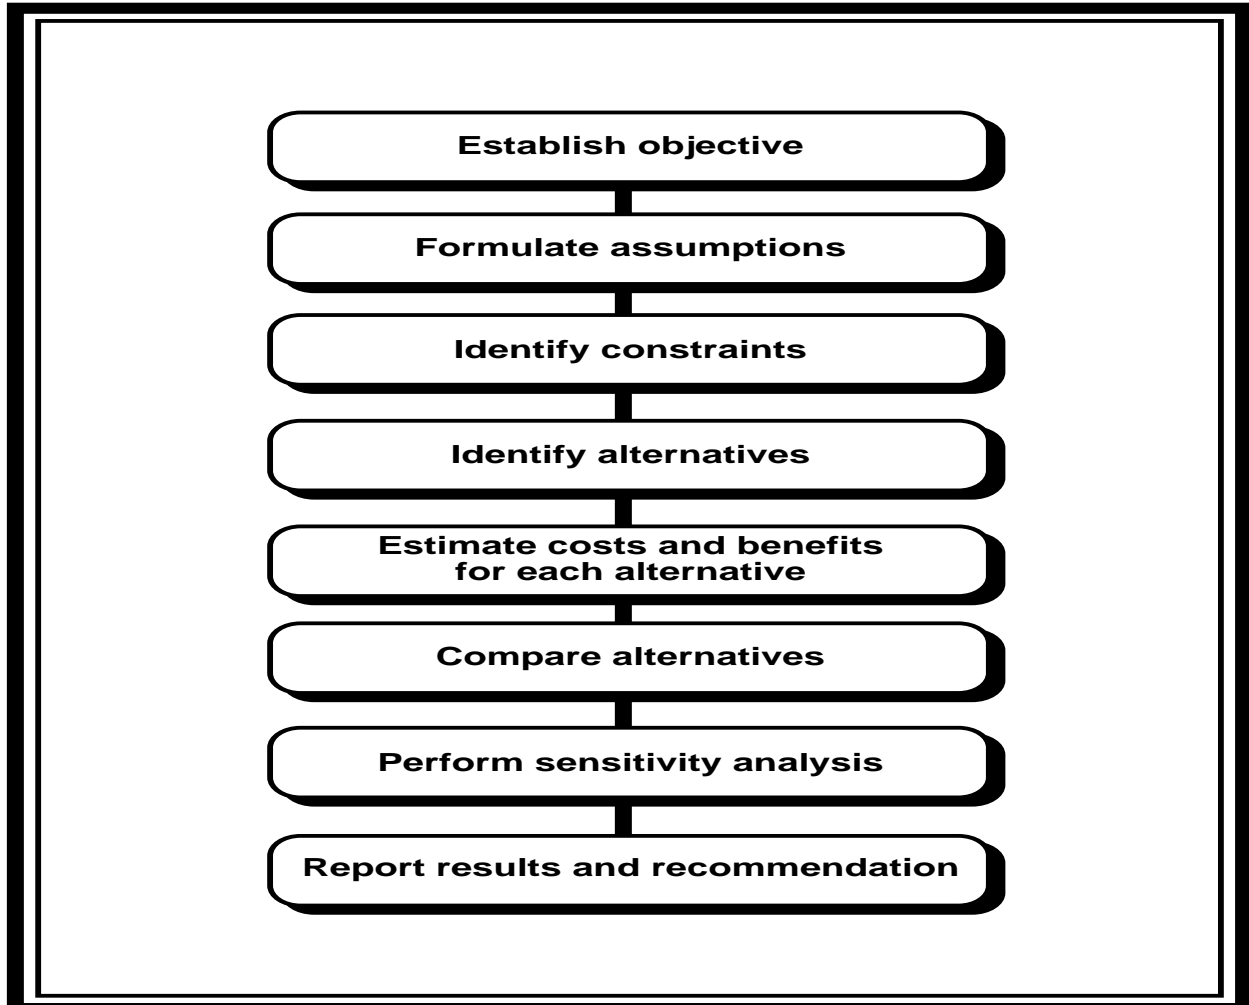 Establish objective
Formulate assumptions
Identify constraints
Identify alternatives
Estimate costs and benefits
for each alternative
Compare alternatives
Perform sensitivity analysis
Report results and recommendation